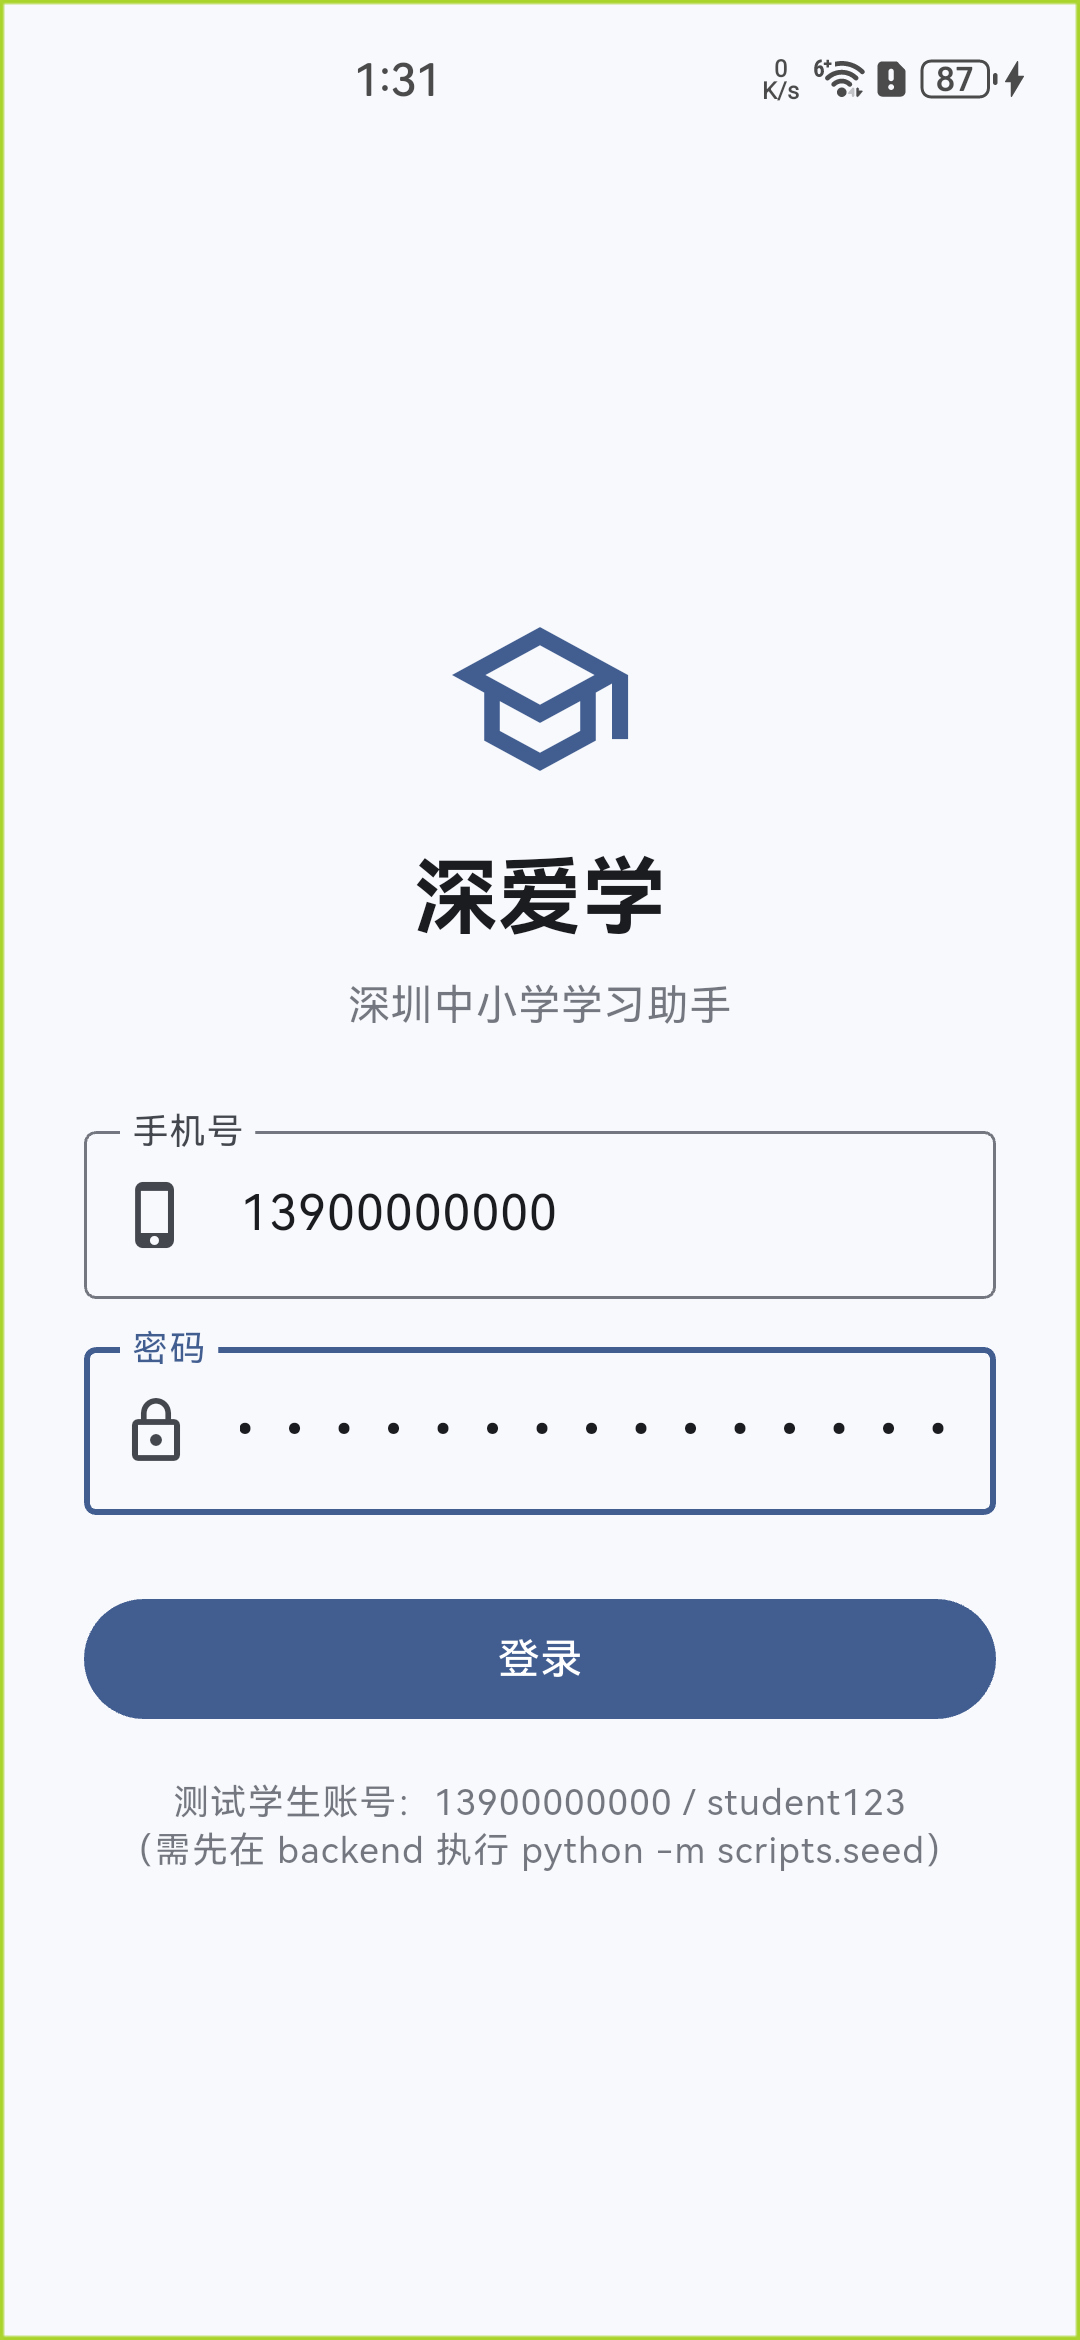 1:31
0
K/s
6+
87
深爱学
深圳中小学学习助手
手机号
13900000000
密码
•••••••••••••••
登录
测试学生账号：13900000000 / student123
（需先在 backend 执行 python -m scripts.seed）